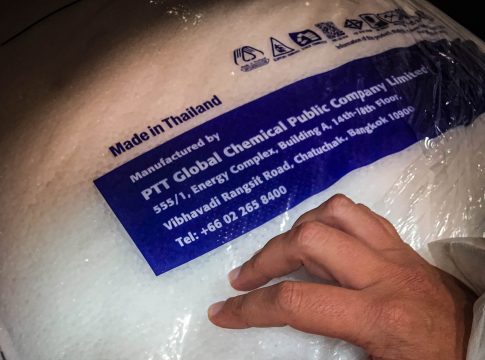 Made in Thailand
Manufactured by
PTT Global Chemical Public Company Limited
555/1, Energy Complex, Building A, 14th-18th Floor,
Vibhavadi Rangsit Road, Chatuchak, Bangkok 10900
Tel: +66 02 265 8400